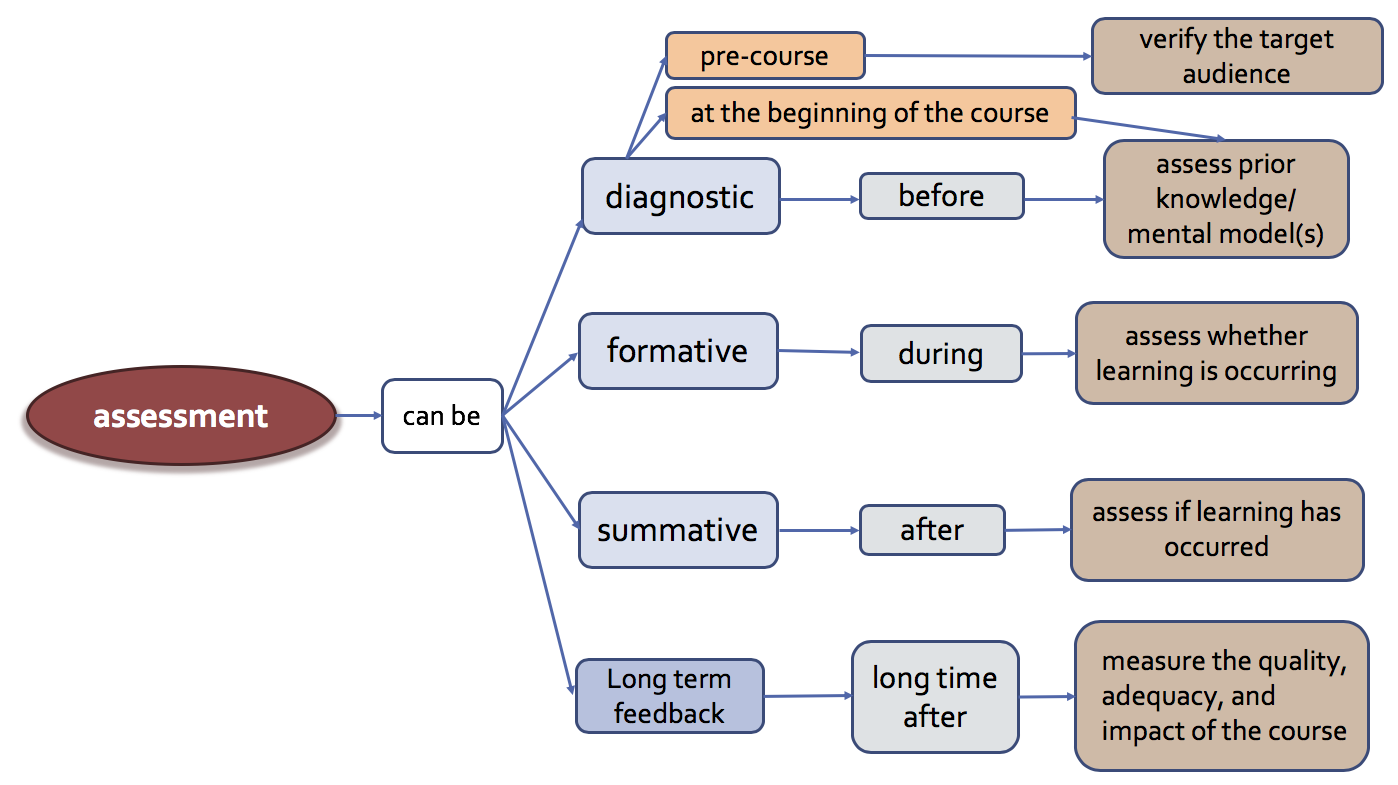 pre-course
verify the target
audience
at the beginning of the course
diagnostic
before
assess prior
knowledge/
mental model(s)
formative
during
assess whether
learning is occurring
assessment
can be
summative
after
assess if learning has
occurred
Long term
feedback
long time
after
measure the quality,
adequacy, and
impact of the course